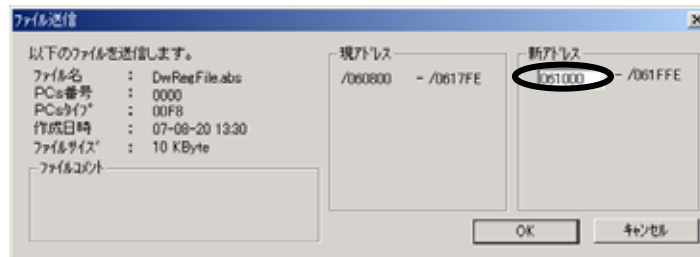 ファイル送信
以下のファイルを送信します。
ファイル名 : DwRegFile.abs
PCs番号 : 0000
PCsタイプ : 00F8
作成日時 : 07-08-20 13:30
ファイルサイズ : 10 KByte
ファイルコメント
現アドレス
/060800 - /0617FE
新アドレス
061000 - /061FFE
OK キャンセル